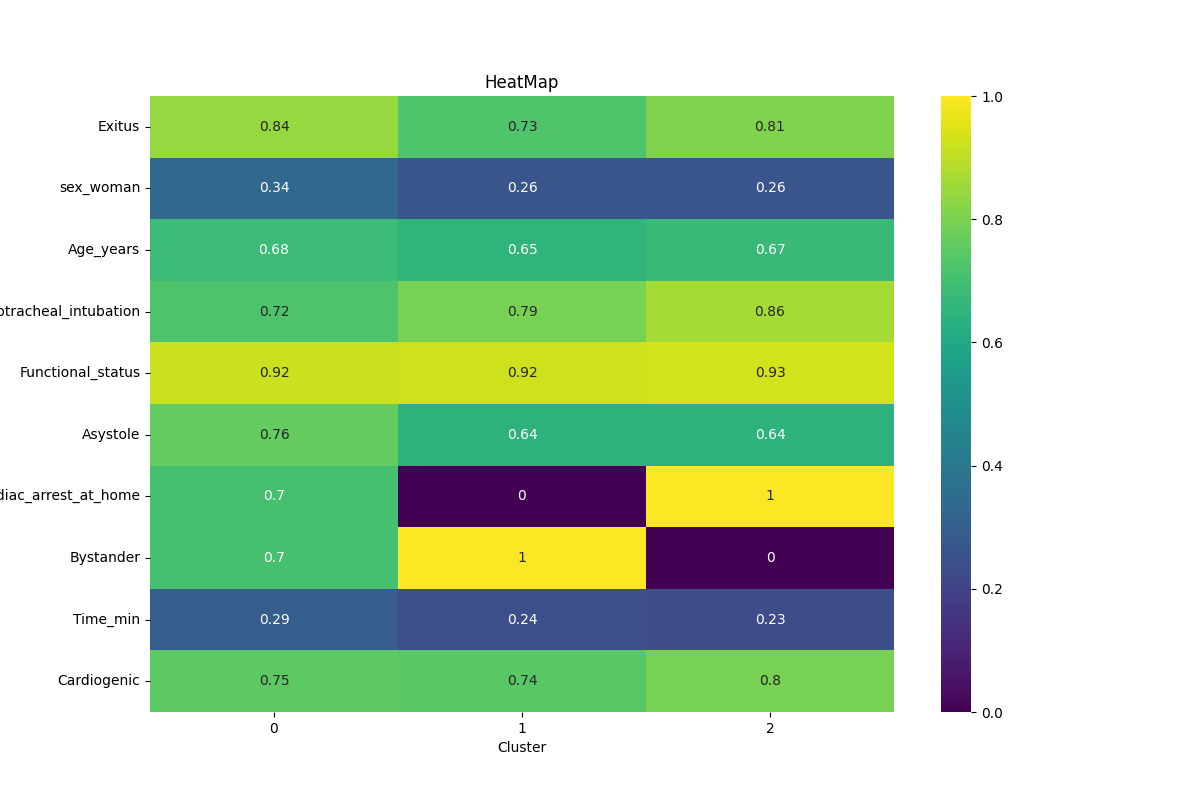 HeatMap
Exitus 0.84 0.73 0.81
sex_woman 0.34 0.26 0.26
Age_years 0.68 0.65 0.67
otracheal_intubation 0.72 0.79 0.86
Functional_status 0.92 0.92 0.93
Asystole 0.76 0.64 0.64
diac_arrest_at_home 0.7 0 1
Bystander 0.7 1 0
Time_min 0.29 0.24 0.23
Cardiogenic 0.75 0.74 0.8
0 1 2
Cluster
1.0
0.8
0.6
0.4
0.2
0.0